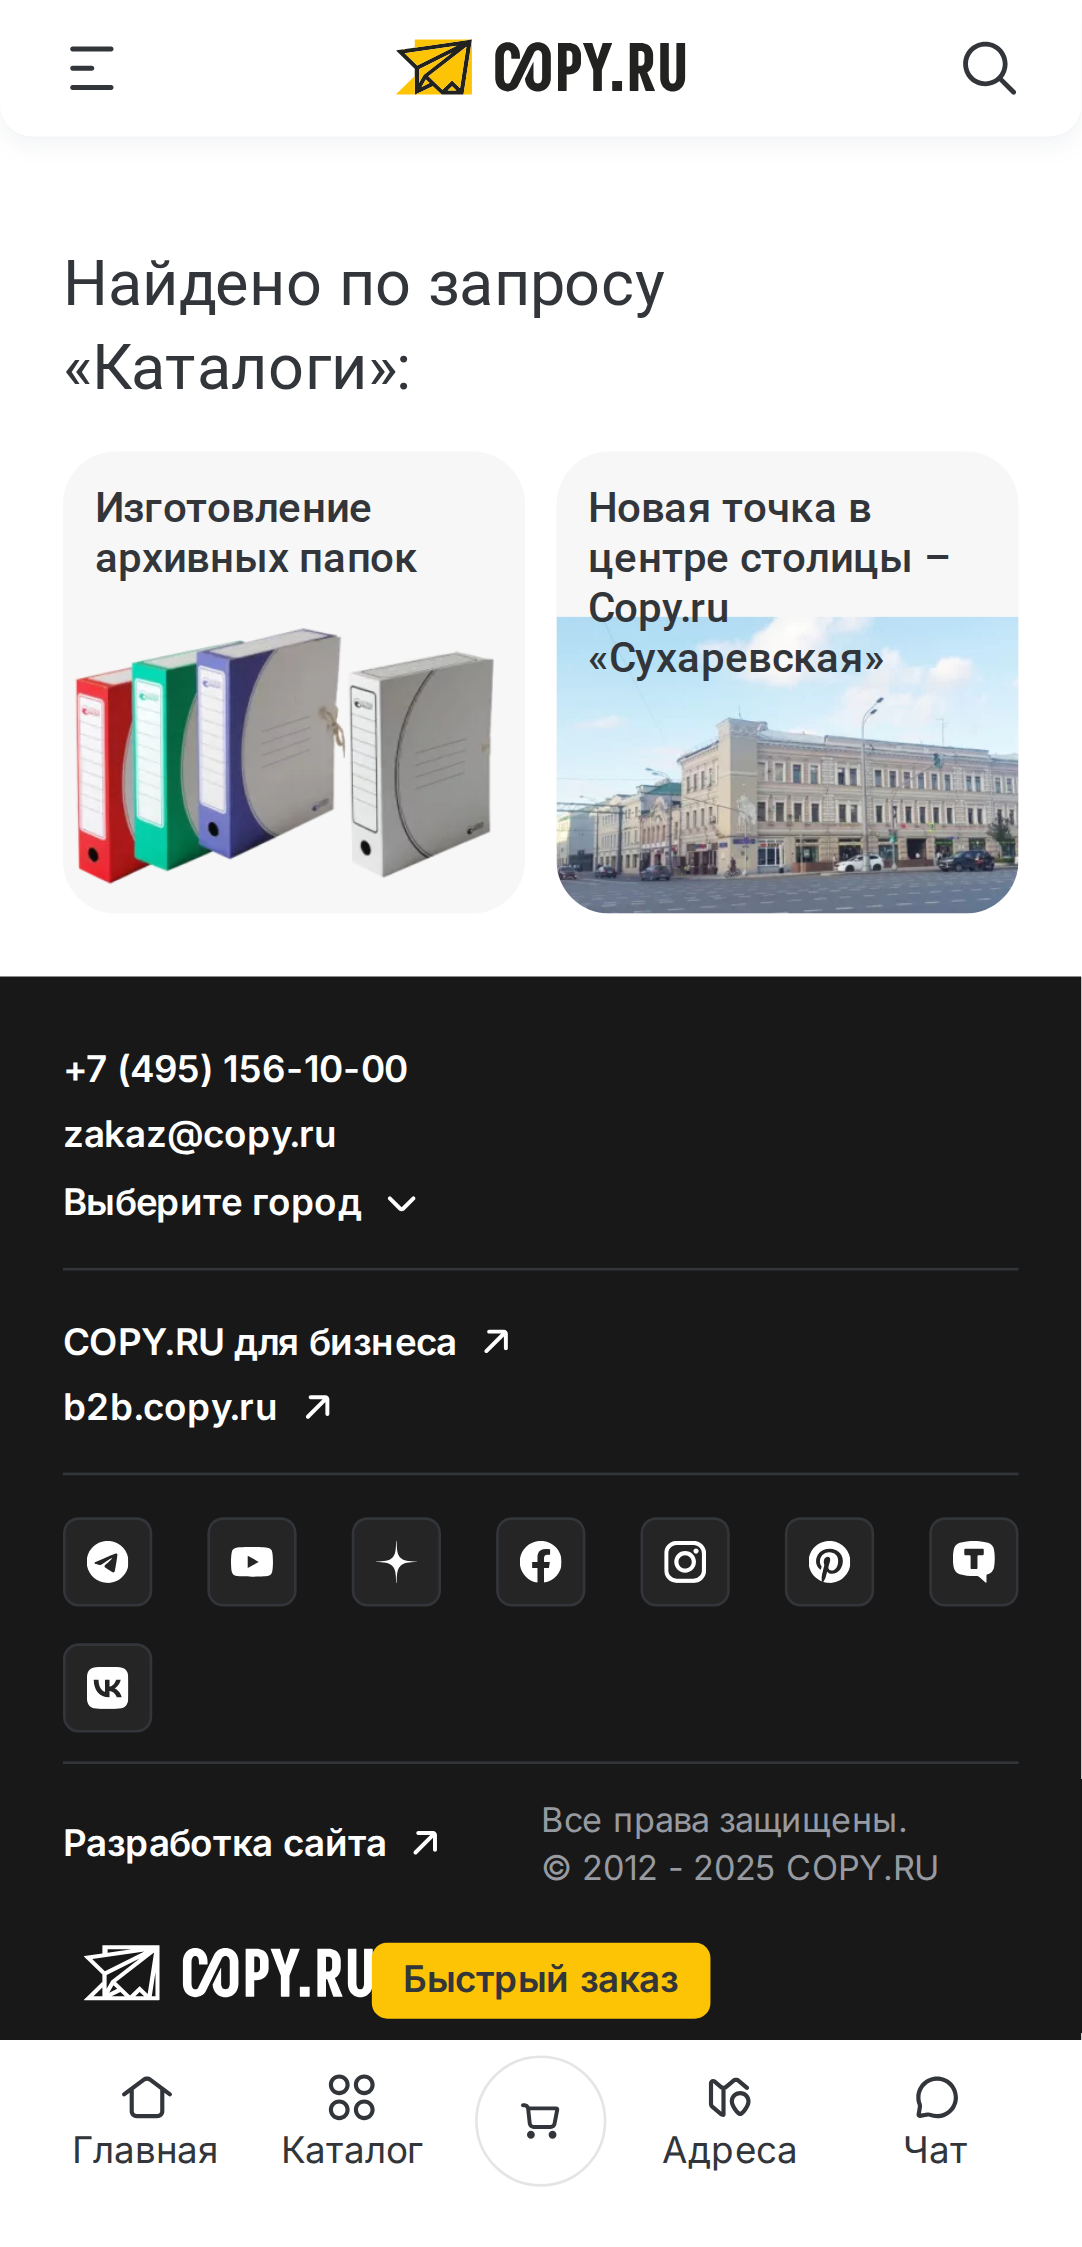 COPY.RU
Найдено по запросу
«Каталоги»:
Изготовление
архивных папок
Новая точка в
центре столицы –
Copy.ru
«Сухаревская»
+7 (495) 156-10-00
zakaz@copy.ru
Выберите город
COPY.RU для бизнеса
b2b.copy.ru
Разработка сайта
Все права защищены.
© 2012 - 2025 COPY.RU
COPY.RU
Быстрый заказ
Главная
Каталог
Адреса
Чат